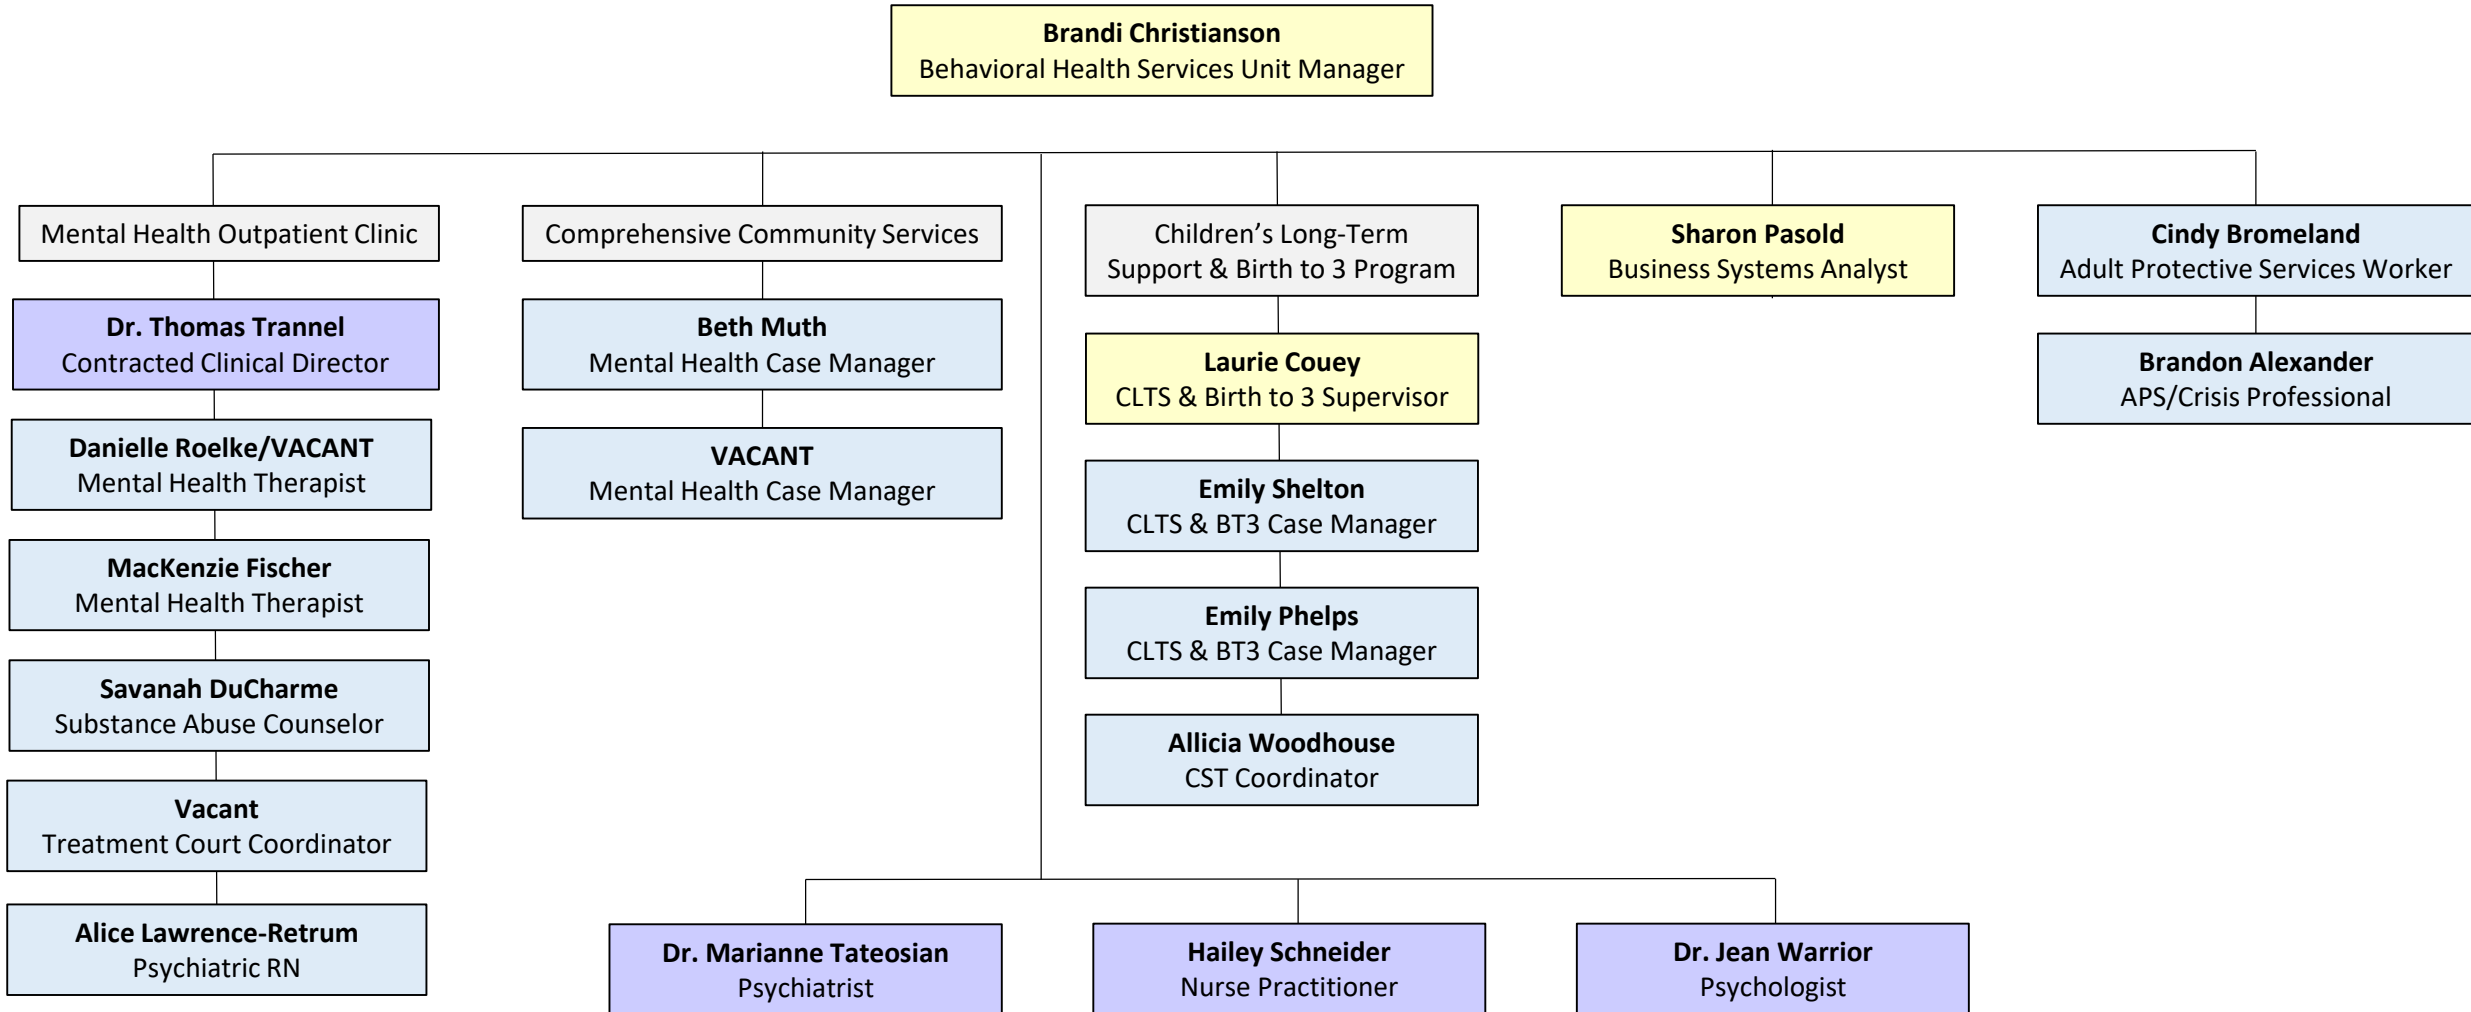 Brandi Christianson
Behavioral Health Services Unit Manager
Mental Health Outpatient Clinic
Dr. Thomas Trannel
Contracted Clinical Director
Danielle Roelke/VACANT
Mental Health Therapist
MacKenzie Fischer
Mental Health Therapist
Savanah DuCharme
Substance Abuse Counselor
Vacant
Treatment Court Coordinator
Alice Lawrence-Retrum
Psychiatric RN
Comprehensive Community Services
Beth Muth
Mental Health Case Manager
VACANT
Mental Health Case Manager
Children’s Long-Term
Support & Birth to 3 Program
Laurie Couey
CLTS & Birth to 3 Supervisor
Emily Shelton
CLTS & BT3 Case Manager
Emily Phelps
CLTS & BT3 Case Manager
Allicia Woodhouse
CST Coordinator
Sharon Pasold
Business Systems Analyst
Cindy Bromeland
Adult Protective Services Worker
Brandon Alexander
APS/Crisis Professional
Dr. Marianne Tateosian
Psychiatrist
Hailey Schneider
Nurse Practitioner
Dr. Jean Warrior
Psychologist